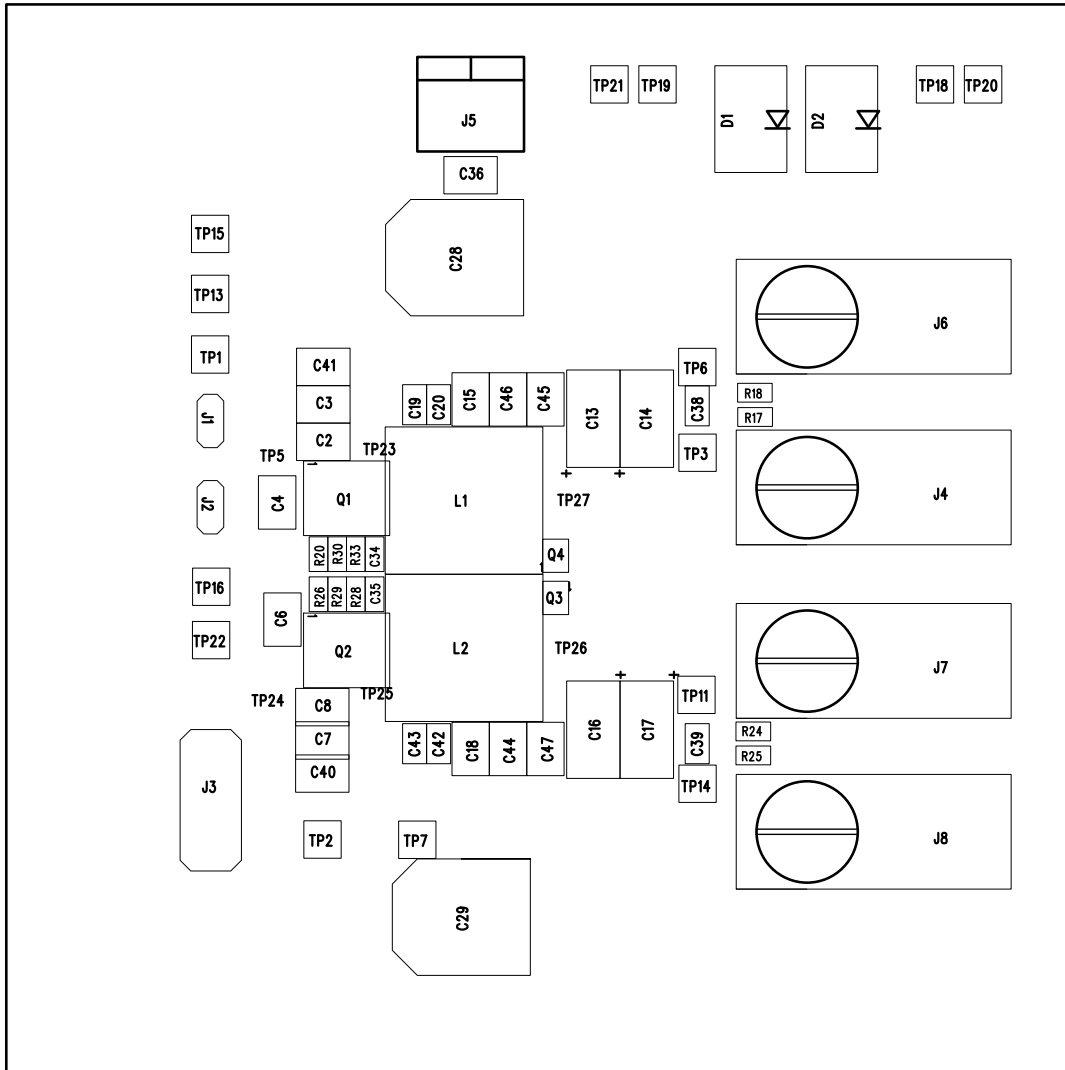 TP21 TP19 D1 D2 TP18 TP20
J5
C36
TP15
C28
TP13
J6
TP1
C41
TP6
C3
C19 C20 C15 C46 C45 C13 C14 C38
R18
R17
J1
C2
TP5
TP23
TP3
J4
J2
C4
Q1
L1
TP27
R20 R30 R33 C34
Q4
TP16
R26 R29 R28 C35
Q3
C6
TP22
Q2
L2
TP26
J7
TP24
TP25
TP11
C8
C7
C43 C42 C18 C44 C47 C16 C17 C39
R24
R25
C40
J3
TP14
TP2
TP7
J8
C29